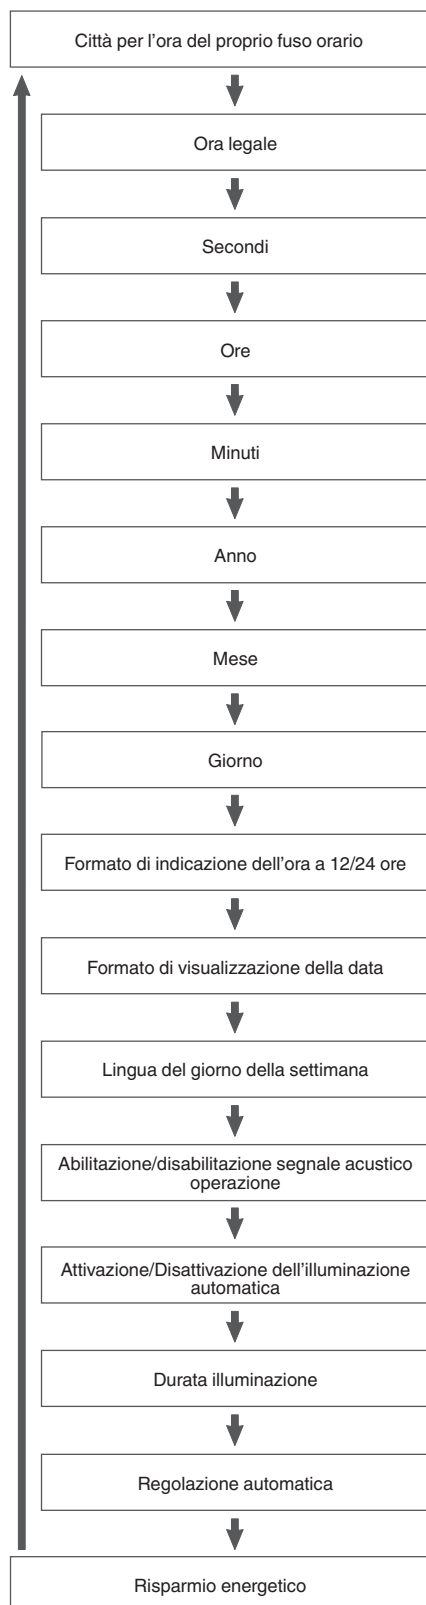 Città per l'ora del proprio fuso orario
Ora legale
Secondi
Ore
Minuti
Anno
Mese
Giorno
Formato di indicazione dell'ora a 12/24 ore
Formato di visualizzazione della data
Lingua del giorno della settimana
Abilitazione/disabilitazione segnale acustico
operazione
Attivazione/Disattivazione dell'illuminazione
automatica
Durata illuminazione
Regolazione automatica
Risparmio energetico